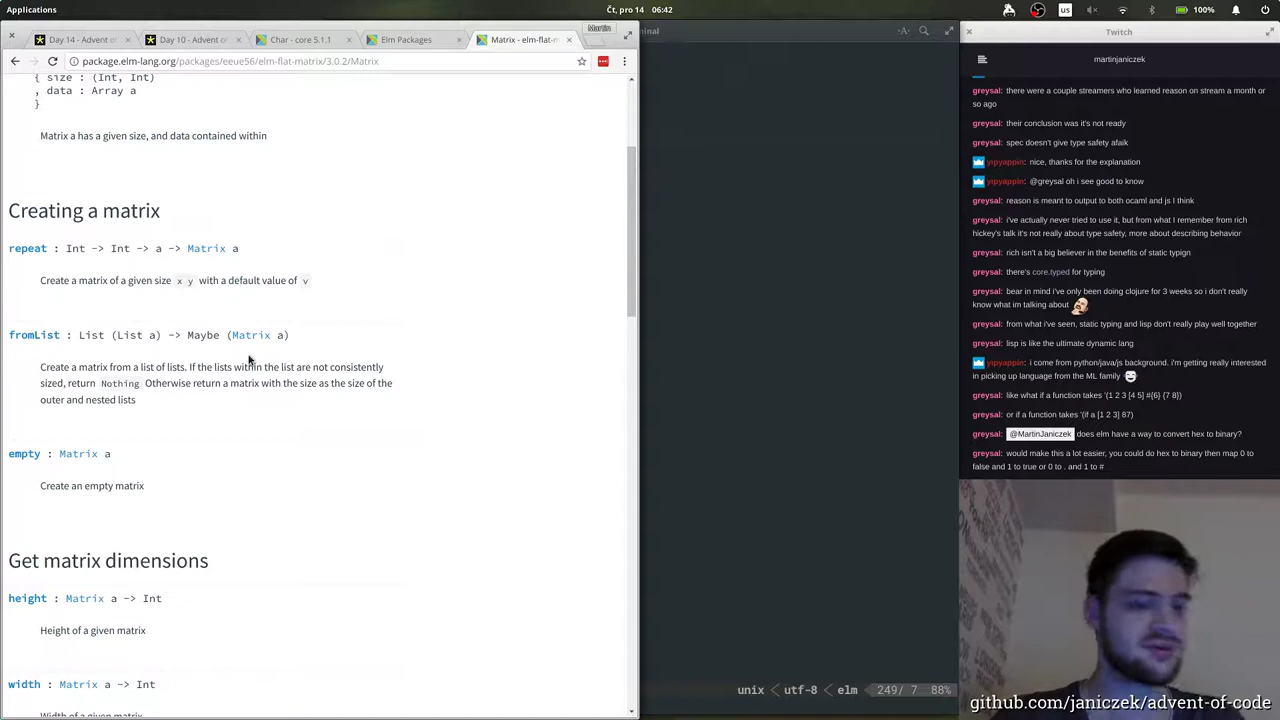 Applications
Čt, pro 14 06:42
us
100%
Day 14 - Advent o
Day 10 - Advent o
Char - core 5.1.1
Elm Packages
Matrix - elm-flat-m
Martin
package.elm-lang.org/packages/eeue56/elm-flat-matrix/3.0.2/Matrix
{ size : (Int, Int)
, data : Array a
}
Matrix a has a given size, and data contained within
Creating a matrix
repeat : Int -> Int -> a -> Matrix a
Create a matrix of a given size x y with a default value of v
fromList : List (List a) -> Maybe (Matrix a)
Create a matrix from a list of lists. If the lists within the list are not consistently
sized, return Nothing Otherwise return a matrix with the size as the size of the
outer and nested lists
empty : Matrix a
Create an empty matrix
Get matrix dimensions
height : Matrix a -> Int
Height of a given matrix
width : Matrix a -> Int
Width of a given matrix
minal
-A-
unix < utf-8 < elm < 249/ 7 88%
Twitch
martinjaniczek
greysal: there were a couple streamers who learned reason on stream a month or
so ago
greysal: their conclusion was it's not ready
greysal: spec doesn't give type safety afaik
yipyappin: nice, thanks for the explanation
yipyappin: @greysal oh i see good to know
greysal: reason is meant to output to both ocaml and js I think
greysal: i've actually never tried to use it, but from what I remember from rich
hickey's talk it's not really about type safety, more about describing behavior
greysal: rich isn't a big believer in the benefits of static typign
greysal: there's core.typed for typing
greysal: bear in mind i've only been doing clojure for 3 weeks so i don't really
know what im talking about
greysal: from what i've seen, static typing and lisp don't really play well together
greysal: lisp is like the ultimate dynamic lang
yipyappin: i come from python/java/js background. i'm getting really interested
in picking up language from the ML family
greysal: like what if a function takes '(1 2 3 [4 5] #{6} {7 8})
greysal: or if a function takes '(if a [1 2 3] 87)
greysal: @MartinJaniczek does elm have a way to convert hex to binary?
greysal: would make this a lot easier, you could do hex to binary then map 0 to
false and 1 to true or 0 to . and 1 to #
github.com/janiczek/advent-of-code